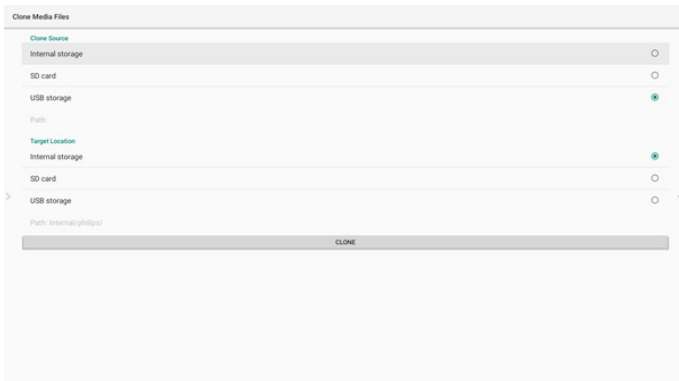 Clone Media Files
Clone Source
Internal storage
SD card
USB storage
Path:
Target Location
Internal storage
SD card
USB storage
Path: Internal/philips/
CLONE